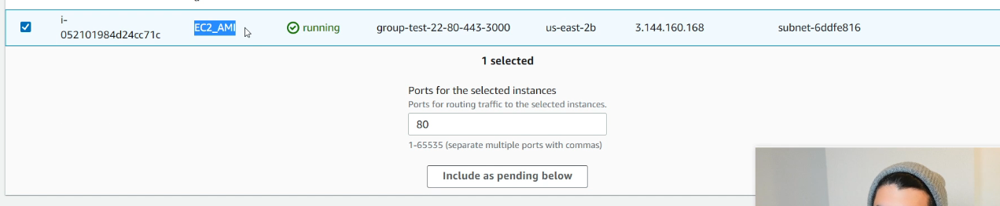 i-
052101984d24cc71c
EC2_AMI
running
group-test-22-80-443-3000
us-east-2b
3.144.160.168
subnet-6ddfe816
1 selected
Ports for the selected instances
Ports for routing traffic to the selected instances.
80
1-65535 (separate multiple ports with commas)
Include as pending below